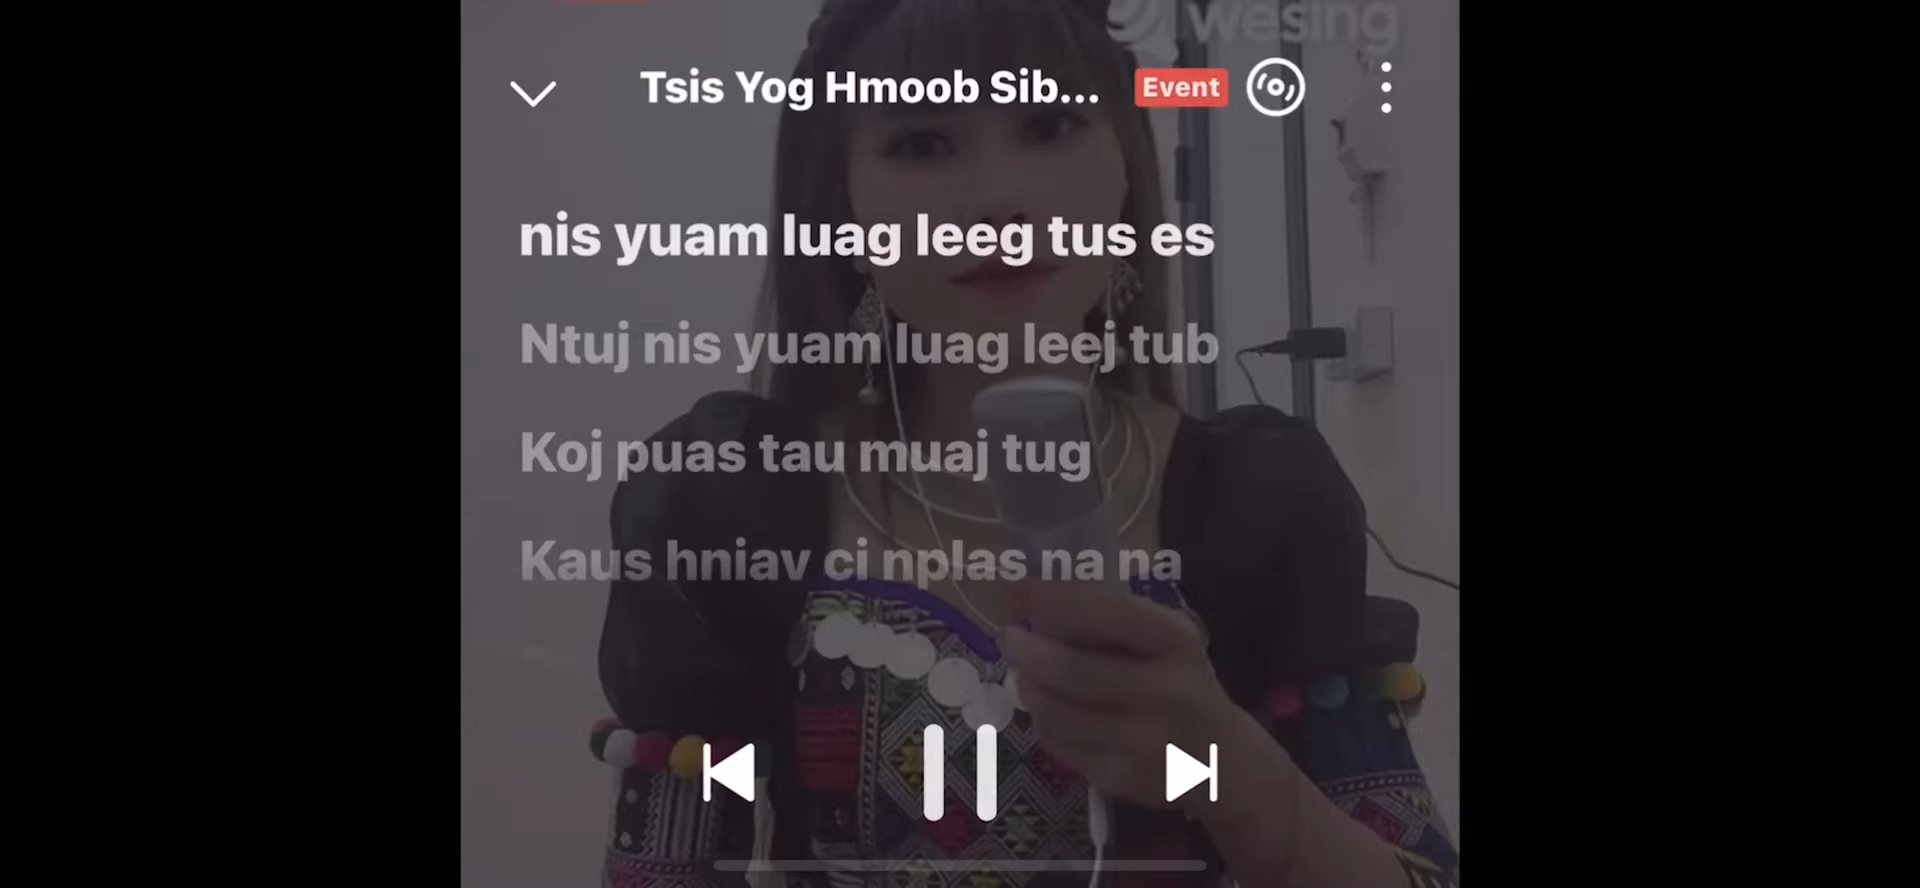 wesing
Tsis Yog Hmoob Sib...
Event
nis yuam luag leeg tus es
Ntuj nis yuam luag leej tub
Koj puas tau muaj tug
Kaus hniav ci nplas na na